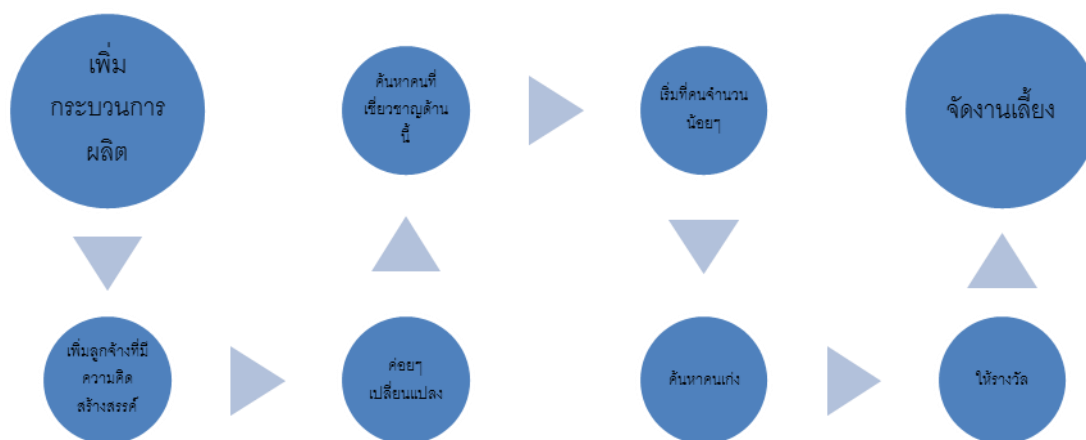 เพิ่ม
กระบวนการ
ผลิต
เพิ่มลูกจ้างที่มี
ความคิด
สร้างสรรค์
ค่อยๆ
เปลี่ยนแปลง
ค้นหาคนที่
เชี่ยวชาญด้าน
นี้
เริ่มที่คนจำนวน
น้อยๆ
ค้นหาคนเก่ง
ให้รางวัล
จัดงานเลี้ยง